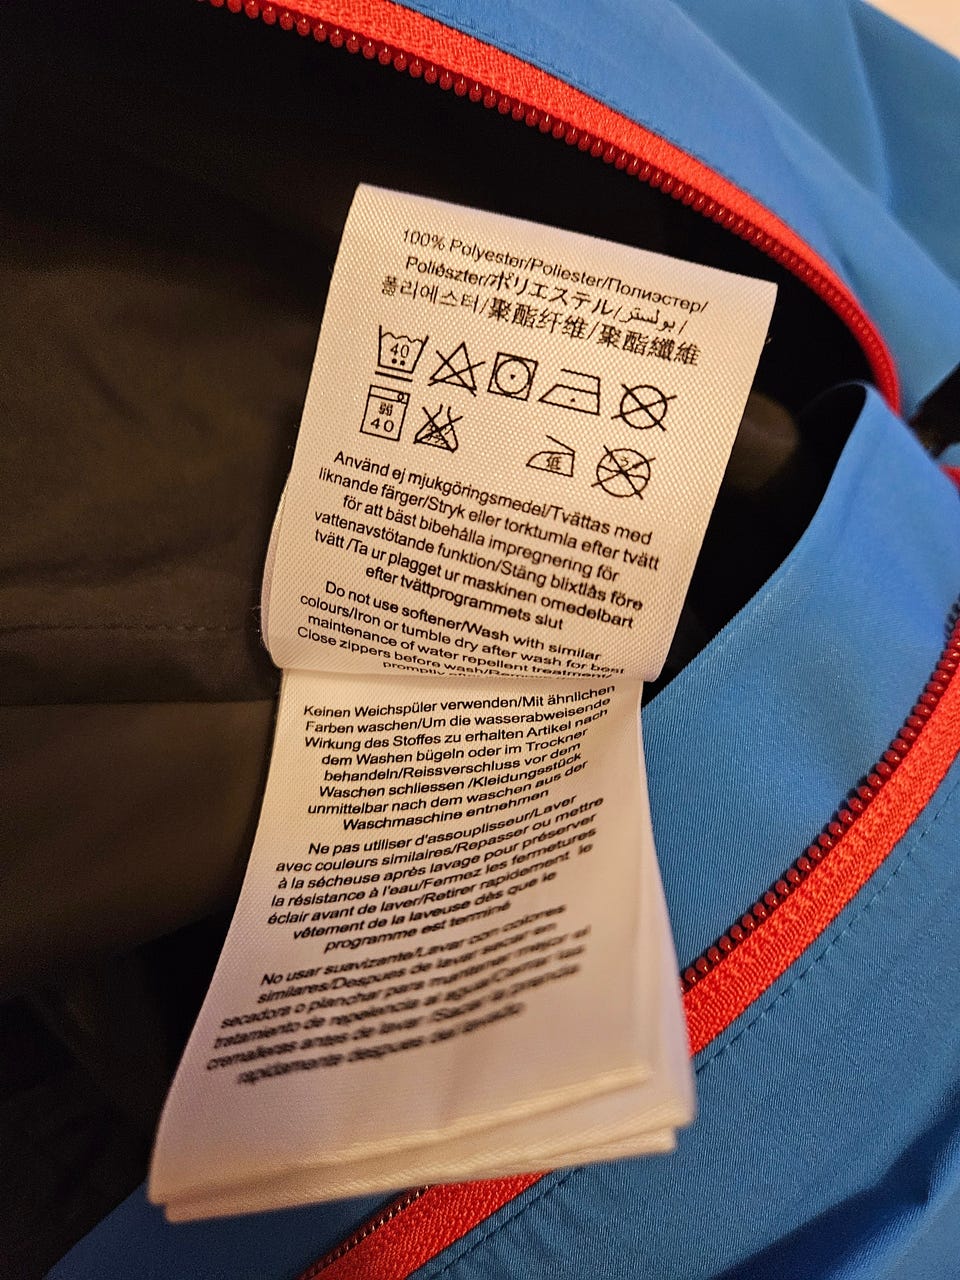 100% Polyester/Poliester/Полиэстер/
Poliészter/ポリエステル/بولستر/
폴리에스터/聚酯纤维/聚酯纖維
40
40
低
Använd ej mjukgöringsmedel/Tvättas med
liknande färger/Stryk eller torktumla efter tvätt
för att bäst bibehålla impregnering för
vattenavstötande funktion/Stäng blixtlås före
tvätt /Ta ur plagget ur maskinen omedelbart
efter tvättprogrammets slut
Do not use softener/Wash with similar
colours/Iron or tumble dry after wash for best
maintenance of water repellent treatment/
Close zippers before wash/
promptly
Keinen Weichspüler verwenden/Mit ähnlichen
Farben waschen/Um die wasserabweisende
Wirkung des Stoffes zu erhalten Artikel nach
dem Waschen bügeln oder im Trockner
behandeln/Reissverschluss vor dem
Waschen schliessen /Kleidungsstück
unmittelbar nach dem waschen aus der
Waschmaschine entnehmen
Ne pas utiliser d'assouplisseur/Laver
avec couleurs similaires/Repasser ou mettre
à la sécheuse après lavage pour préserver
la résistance à l'eau/Fermez les fermetures
éclair avant de laver/Retirer rapidement le
vêtement de la laveuse dès que le
programme est terminé
No usar suavizante/Lavar con colores
similares/Despues de lavar secar en
secadora o planchar para mantener mejor el
tratamiento de repelencia al agua/Cerrar las
cremalleras antes de lavar /Sacar la prenda
rapidamente despues del lavado